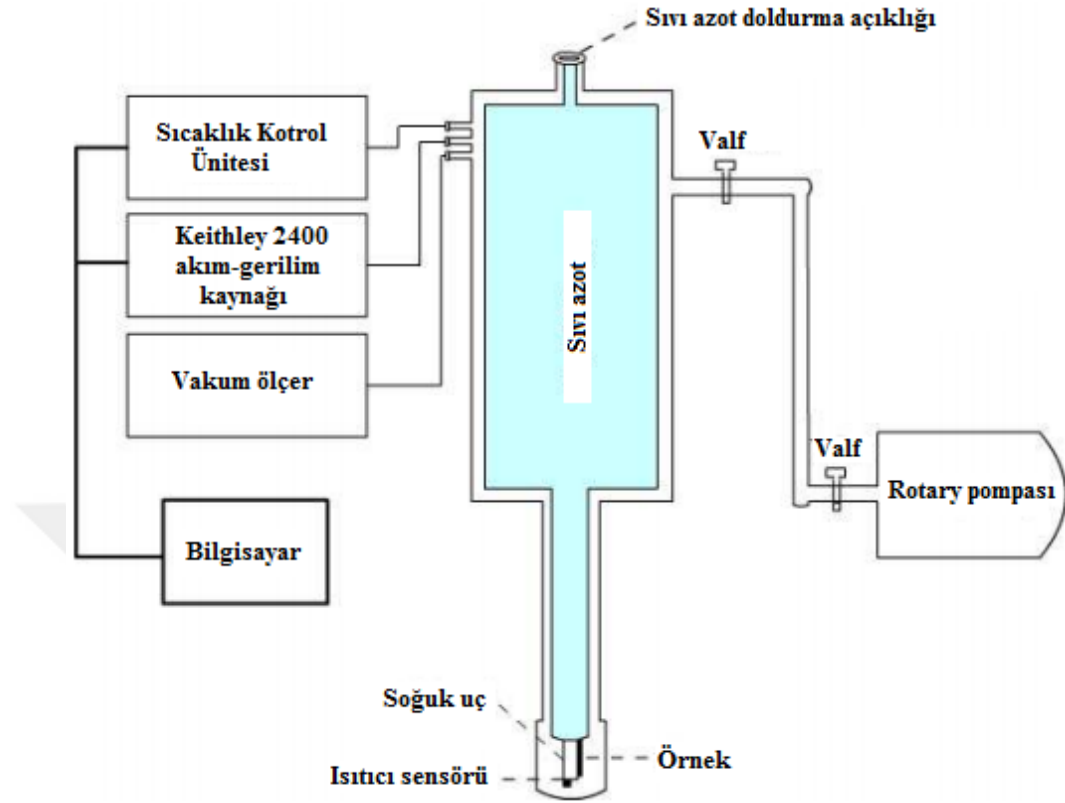 Sıvı azot doldurma açıklığı
Sıcaklık Kotrol
Ünitesi
Valf
Keithley 2400
akım-gerilim
kaynağı
Sıvı azot
Vakum ölçer
Valf
Rotary pompası
Bilgisayar
Soğuk uç
Örnek
Isıtıcı sensörü